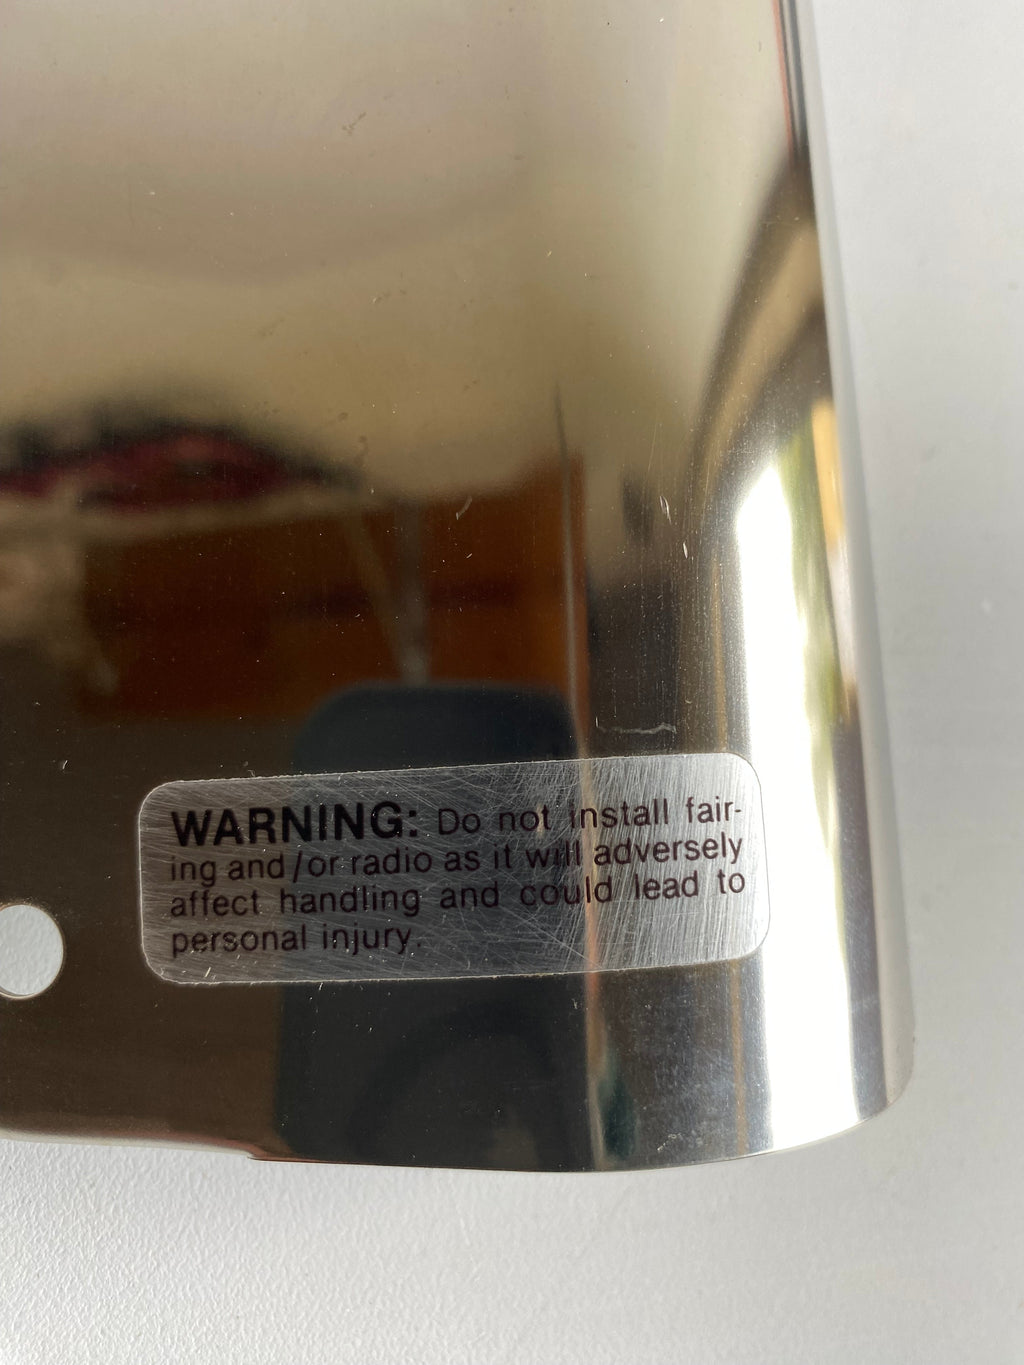 WARNING: Do not install fair-
ing and/or radio as it will adversely
affect handling and could lead to
personal injury.